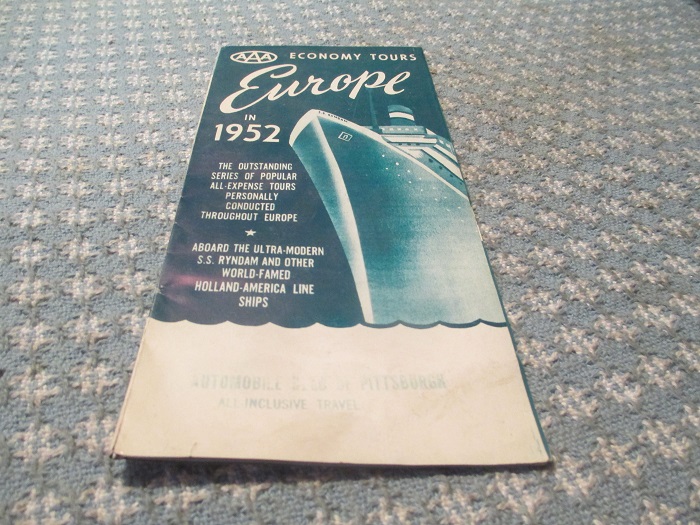 AAA ECONOMY TOURS
Europe
IN
1952
THE OUTSTANDING
SERIES OF POPULAR
ALL-EXPENSE TOURS
PERSONALLY
CONDUCTED
THROUGHOUT EUROPE
ABOARD THE ULTRA-MODERN
S.S. RYNDAM AND OTHER
WORLD-FAMED
HOLLAND-AMERICA LINE
SHIPS
AUTOMOBILE PITTSBURGH
ALL-INCLUSIVE TRAVEL